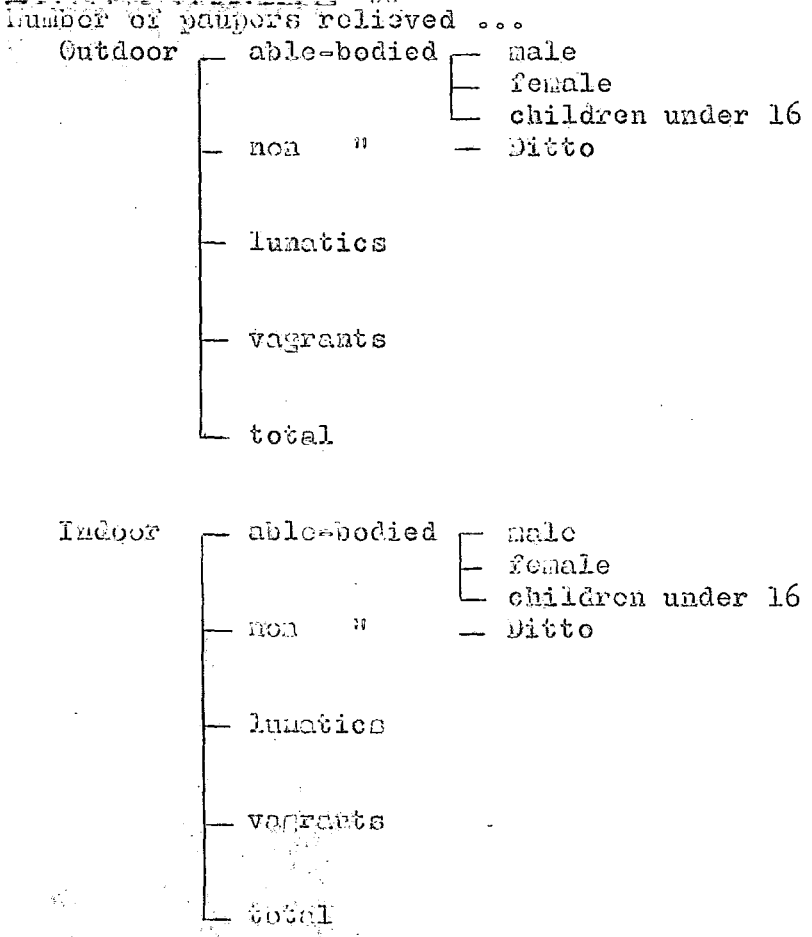 Number of paupers relieved ...
Outdoor able-bodied male
female
children under 16
non " Ditto
lunatics
vagrants
total
Indoor able-bodied male
female
children under 16
non " Ditto
lunatics
vagrants
total